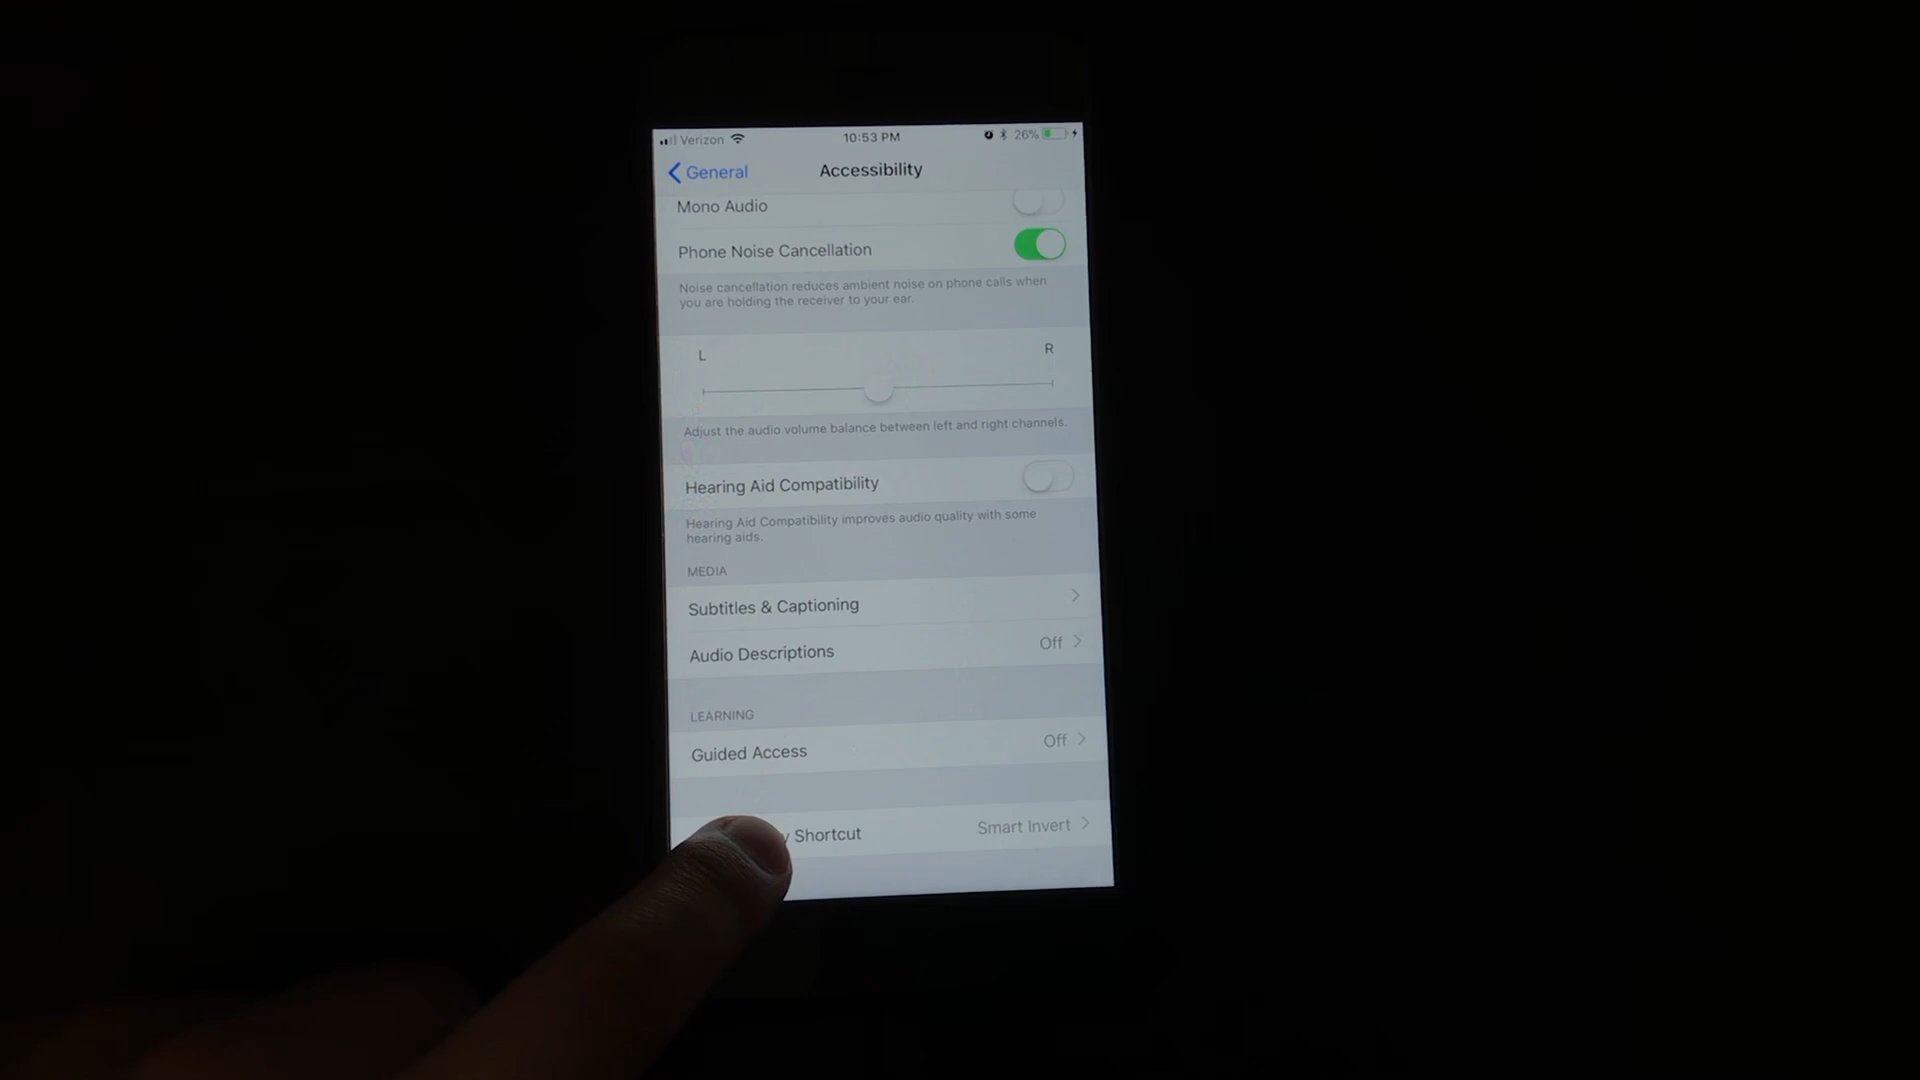 Verizon 10:53 PM 26%
General Accessibility
Mono Audio
Phone Noise Cancellation
Noise cancellation reduces ambient noise on phone calls when
you are holding the receiver to your ear.
L R
Adjust the audio volume balance between left and right channels.
Hearing Aid Compatibility
Hearing Aid Compatibility improves audio quality with some
hearing aids.
MEDIA
Subtitles & Captioning
Audio Descriptions Off
LEARNING
Guided Access Off
Shortcut Smart Invert